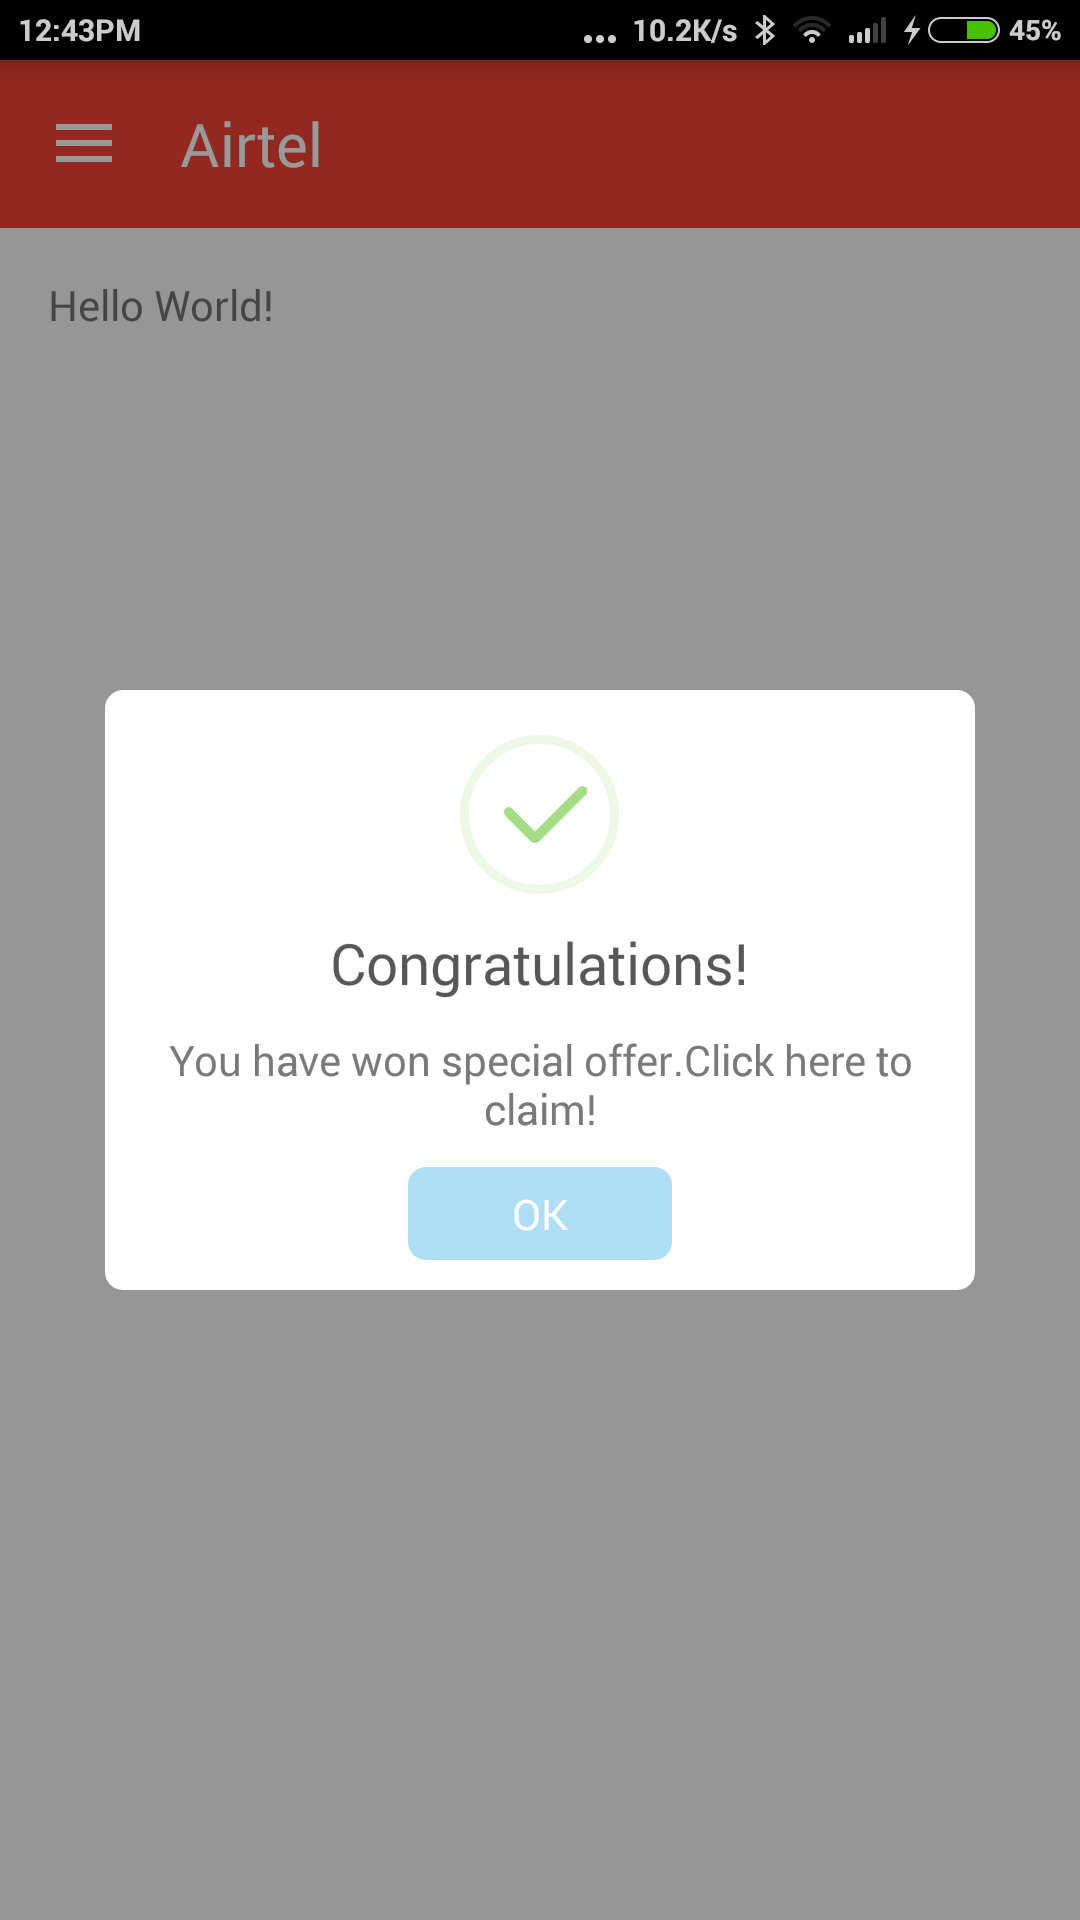 12:43PM ... 10.2K/s 45%
Airtel
Hello World!
Congratulations!
You have won special offer.Click here to
claim!
OK